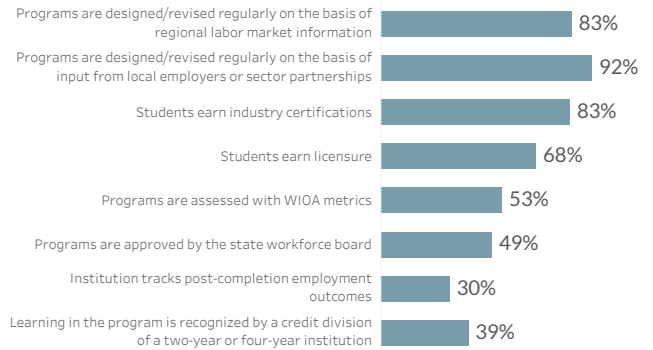 Programs are designed/revised regularly on the basis of
regional labor market information
83%
Programs are designed/revised regularly on the basis of
input from local employers or sector partnerships
92%
Students earn industry certifications
83%
Students earn licensure
68%
Programs are assessed with WIOA metrics
53%
Programs are approved by the state workforce board
49%
Institution tracks post-completion employment
outcomes
30%
Learning in the program is recognized by a credit division
of a two-year or four-year institution
39%